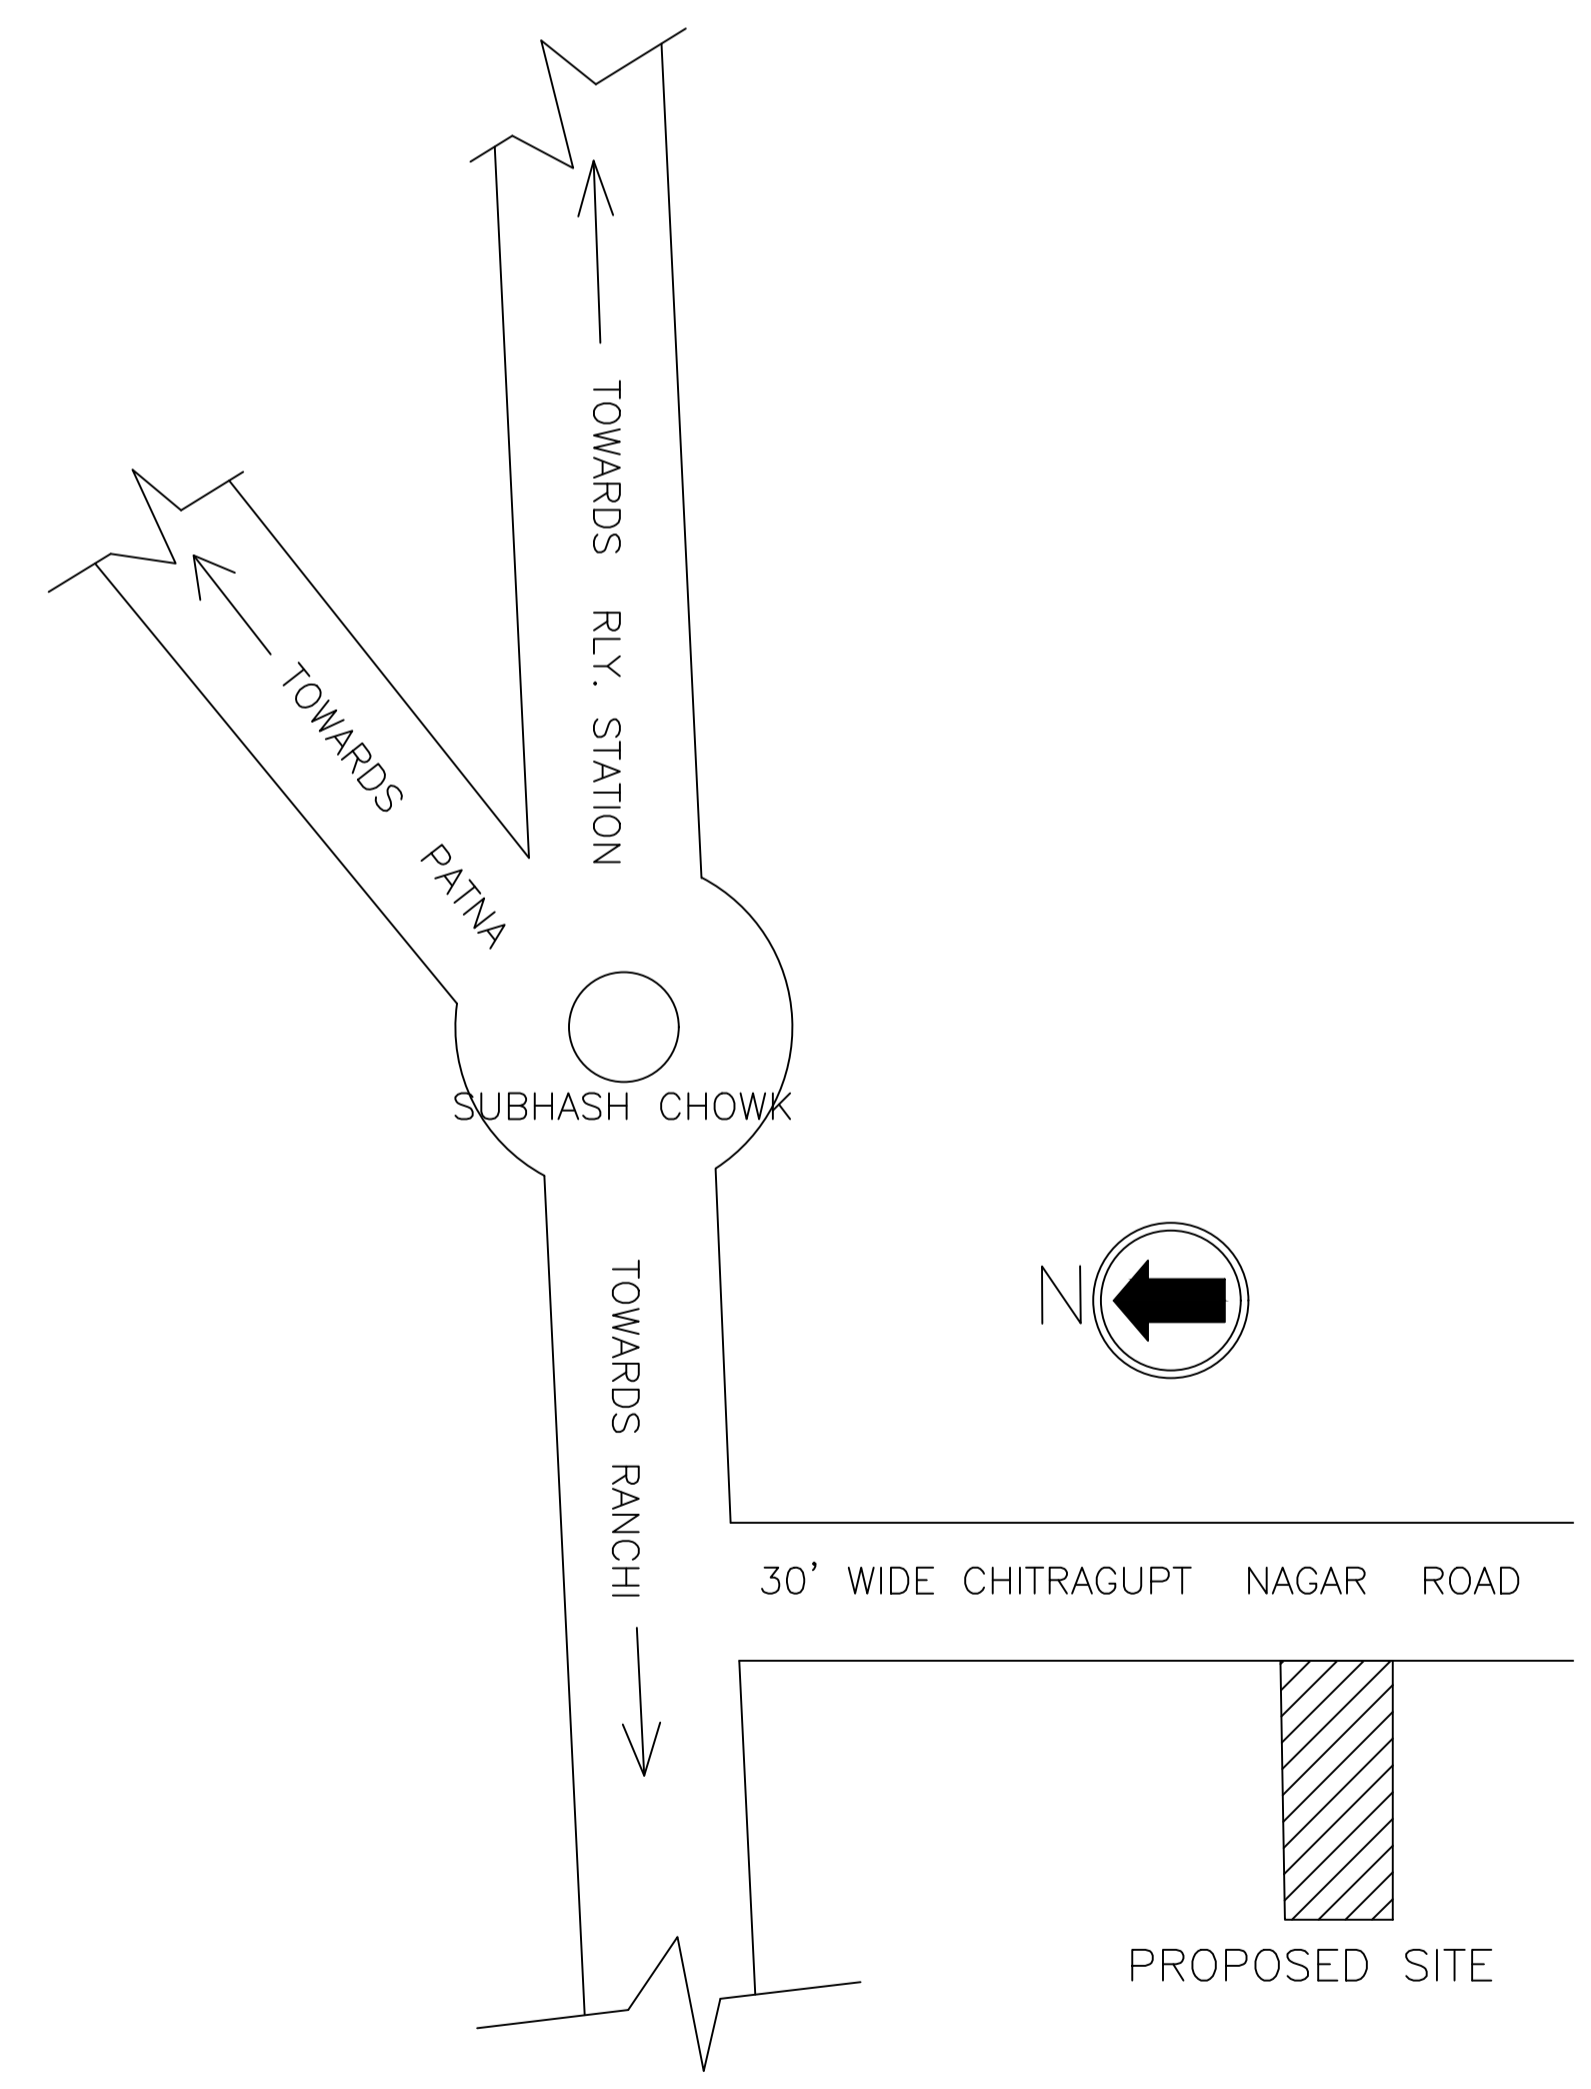 TOWARDS RLY. STATION
TOWARDS PATNA
SUBHASH CHOWK
TOWARDS RANCHI
N
30' WIDE CHITRAGUPT NAGAR ROAD
PROPOSED SITE